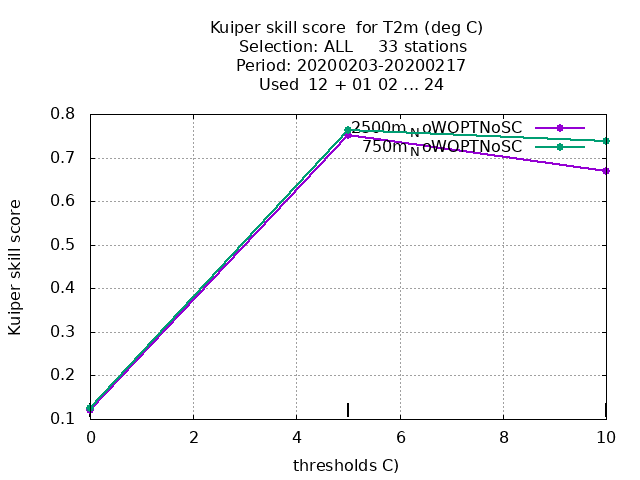 Kuiper skill score  for T2m (deg C)
Selection: ALL     33 stations
Period: 20200203-20200217
Used  12 + 01 02 ... 24
0.8
0.7
0.6
0.5
0.4
0.3
0.2
0.1
Kuiper skill score
2500m_NoWOPTNoSC
750m_NoWOPTNoSC
0 2 4 6 8 10
thresholds C)